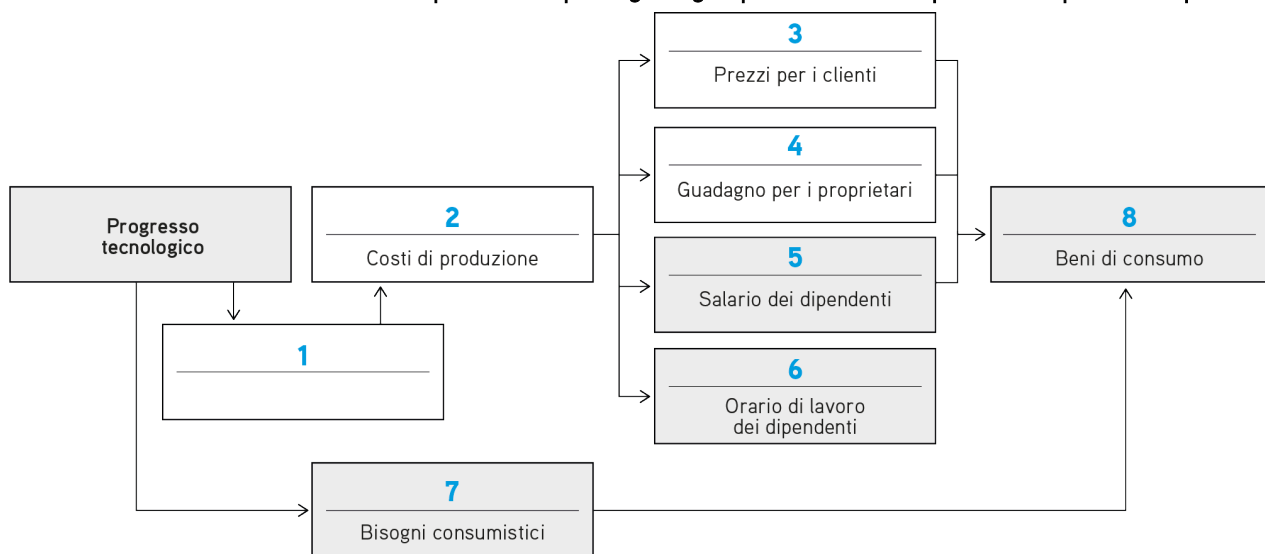 3
Prezzi per i clienti
4
Guadagno per i proprietari
Progresso
tecnologico
2
Costi di produzione
8
Beni di consumo
5
Salario dei dipendenti
1
6
Orario di lavoro
dei dipendenti
7
Bisogni consumistici